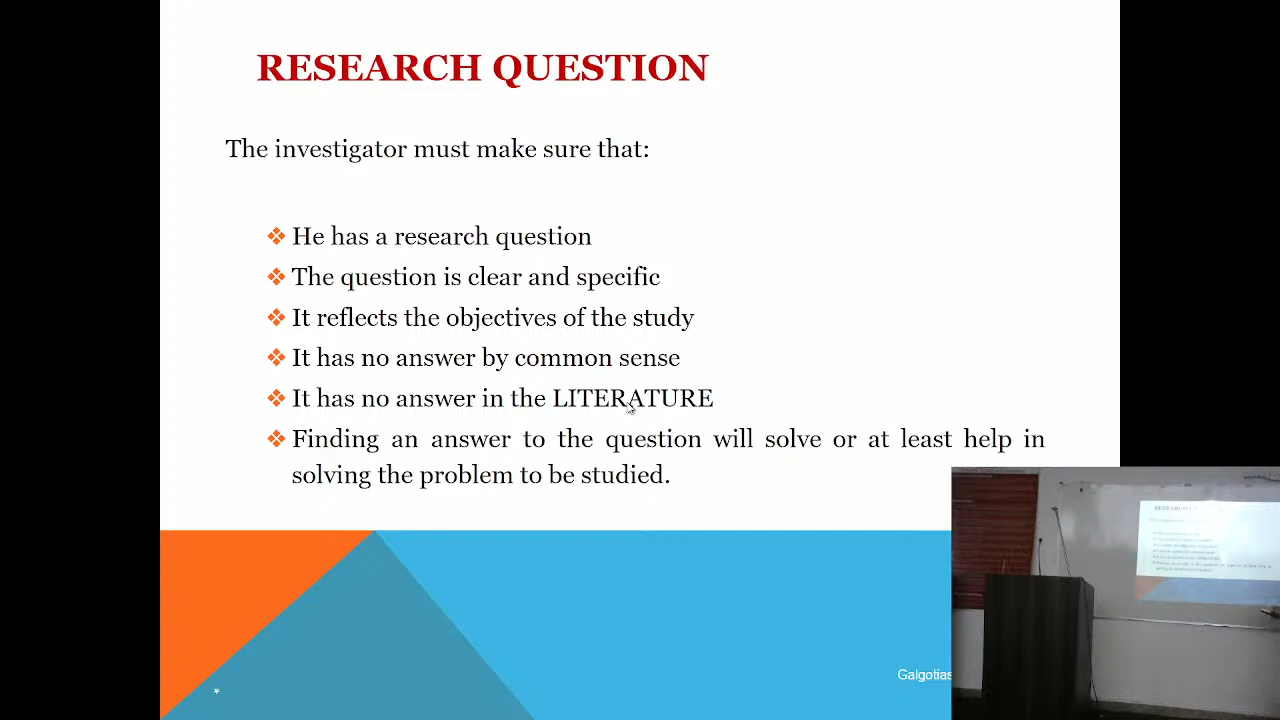 RESEARCH QUESTION
The investigator must make sure that:
❖ He has a research question
❖ The question is clear and specific
❖ It reflects the objectives of the study
❖ It has no answer by common sense
❖ It has no answer in the LITERATURE
❖ Finding an answer to the question will solve or at least help in
solving the problem to be studied.
Galgotias
*